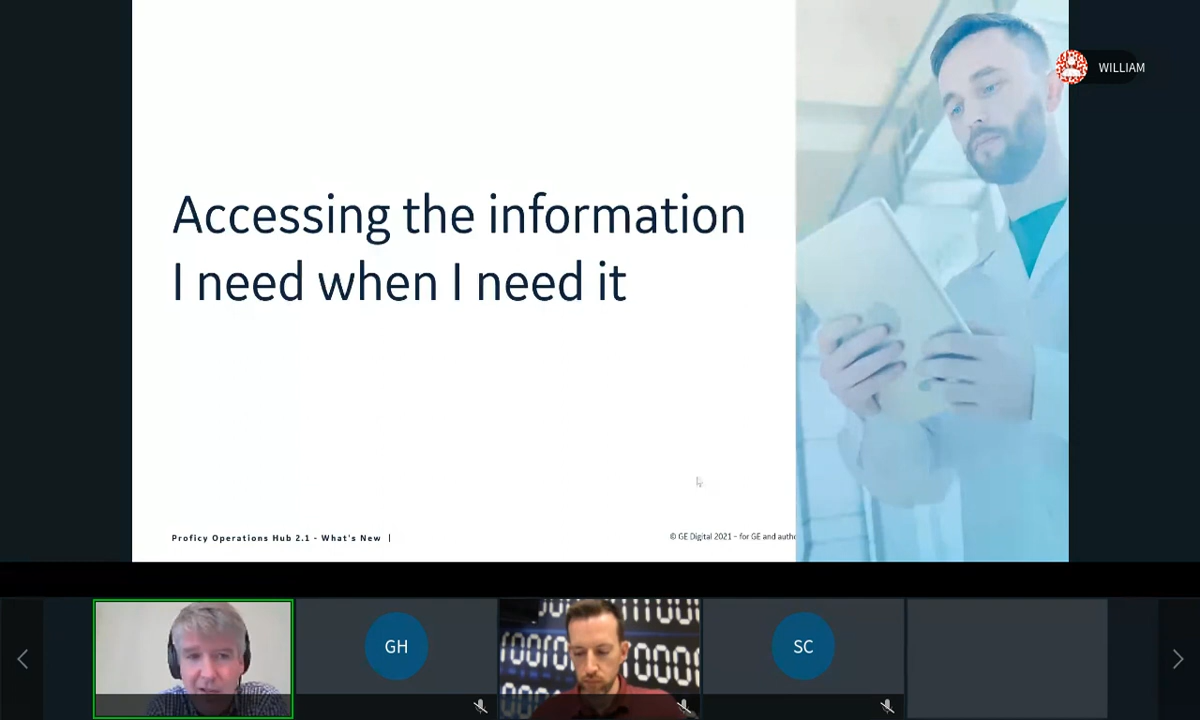 WILLIAM
Accessing the information
I need when I need it
Proficy Operations Hub 2.1 - What's New |
© GE Digital 2021 - for GE and autho
GH
SC